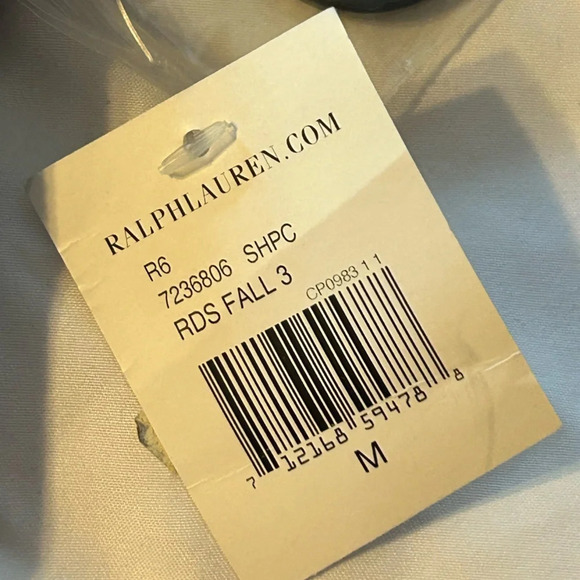 RALPHLAUREN.COM
R6
7236806 SHPC
RDS FALL 3
CP0983 1 1
7 12168 59478 8
M